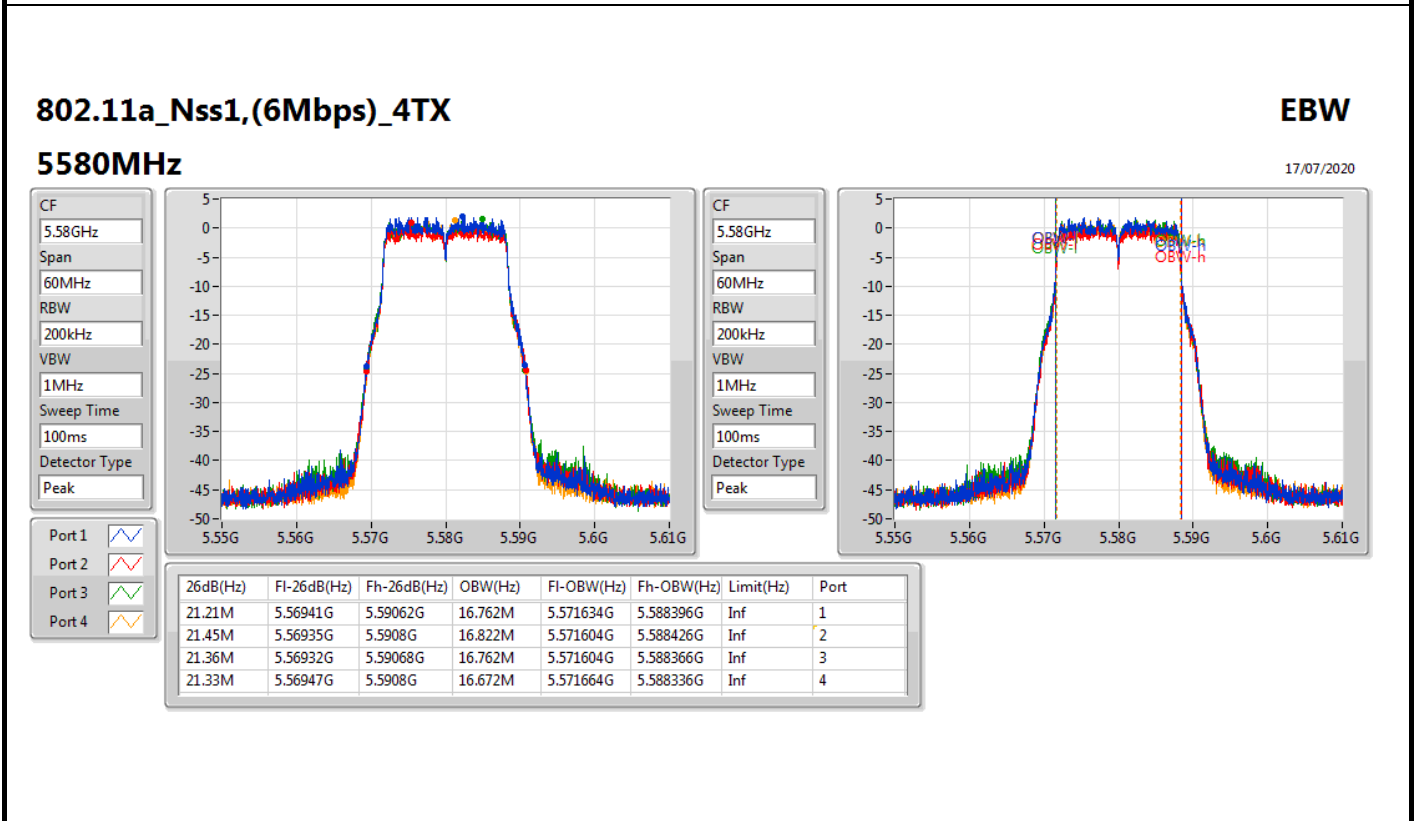 802.11a_Nss1,(6Mbps)_4TX
EBW
5580MHz
17/07/2020
CF
5.58GHz
Span
60MHz
RBW
200kHz
VBW
1MHz
Sweep Time
100ms
Detector Type
Peak
Port 1
Port 2
Port 3
Port 4
5
0
-5
-10
-15
-20
-25
-30
-35
-40
-45
-50
5.55G 5.56G 5.57G 5.58G 5.59G 5.6G 5.61G
CF
5.58GHz
Span
60MHz
RBW
200kHz
VBW
1MHz
Sweep Time
100ms
Detector Type
Peak
5
0
-5
-10
-15
-20
-25
-30
-35
-40
-45
-50
OBW-l
OBW-h
OBW-h
5.55G 5.56G 5.57G 5.58G 5.59G 5.6G 5.61G
26dB(Hz) Fl-26dB(Hz) Fh-26dB(Hz) OBW(Hz) Fl-OBW(Hz) Fh-OBW(Hz) Limit(Hz) Port
21.21M 5.56941G 5.59062G 16.762M 5.571634G 5.588396G Inf 1
21.45M 5.56935G 5.5908G 16.822M 5.571604G 5.588426G Inf 2
21.36M 5.56932G 5.59068G 16.762M 5.571604G 5.588366G Inf 3
21.33M 5.56947G 5.5908G 16.672M 5.571664G 5.588336G Inf 4